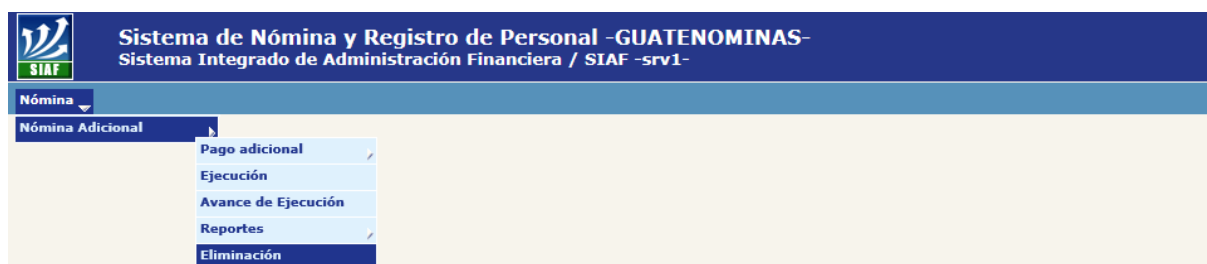 Sistema de Nómina y Registro de Personal -GUATENOMINAS-
Sistema Integrado de Administración Financiera / SIAF -srv1-
SIAF
Nómina
Nómina Adicional
Pago adicional
Ejecución
Avance de Ejecución
Reportes
Eliminación